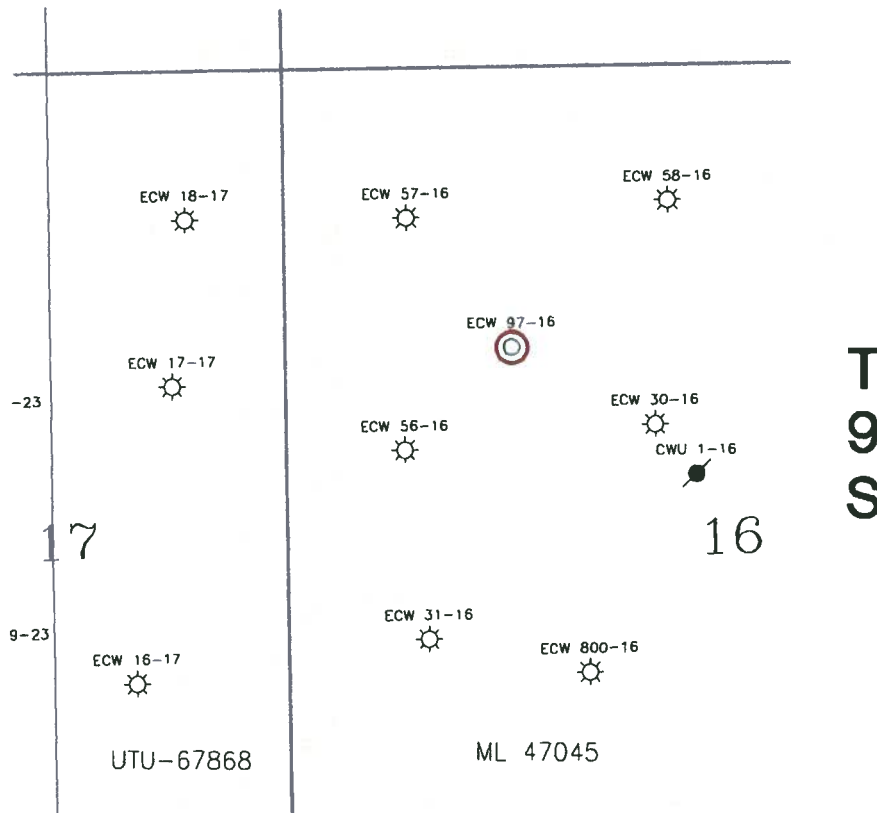 ECW 58-16
ECW 18-17
ECW 57-16
ECW 97-16
ECW 17-17
T
9
S
-23
ECW 30-16
ECW 56-16
CWU 1-16
17
16
ECW 31-16
9-23
ECW 800-16
ECW 16-17
UTU-67868
ML 47045